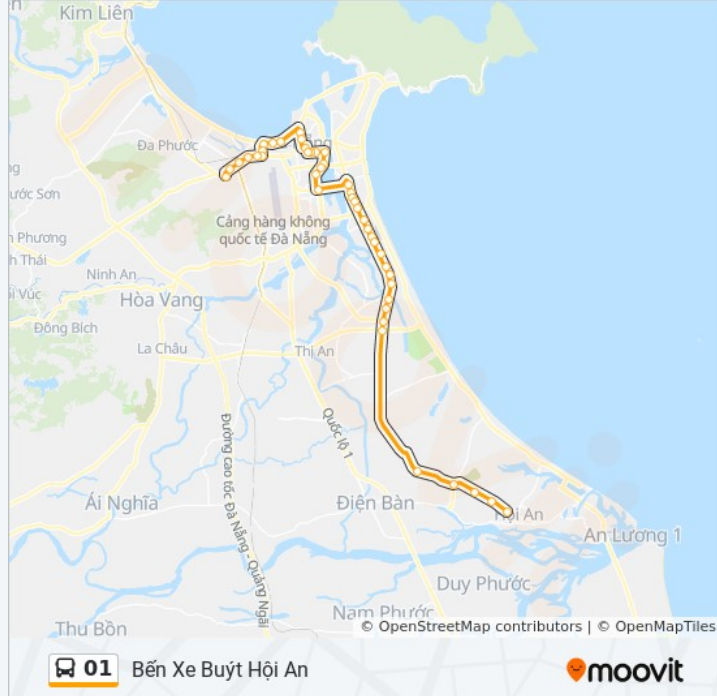 Kim Liên
Đa Phước
ước Sơn
Cảng hàng không
quốc tế Đà Nẵng
Phương
h Thái
Ninh An
Vúc
Hòa Vang
Đông Bích
La Châu
Thị An
Quốc lộ 1
Đường cao tốc Đà Nẵng - Quảng Ngãi
Ái Nghĩa
Điện Bàn
Hội An
An Lương 1
Duy Phước
Nam Phước
Thu Bồn
© OpenStreetMap contributors | © OpenMapTiles
01 Bến Xe Buýt Hội An
moovit